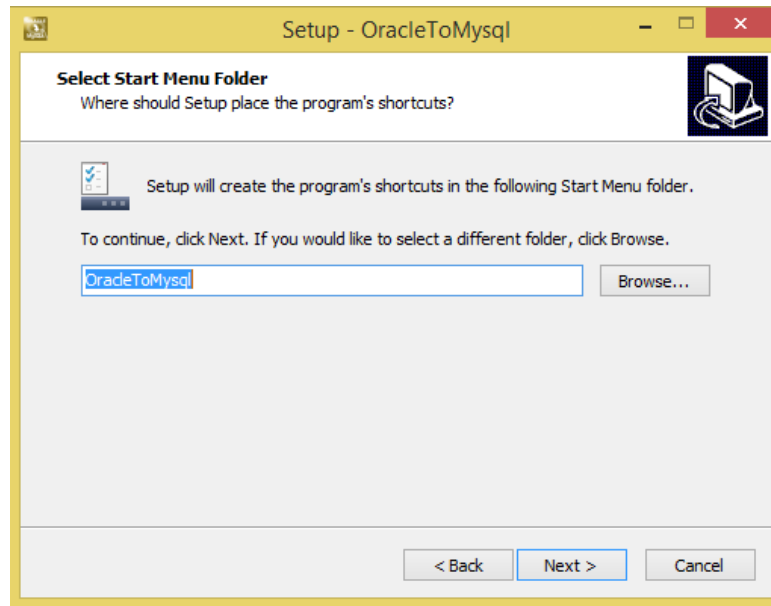 Setup - OracleToMysql
Select Start Menu Folder
Where should Setup place the program's shortcuts?
Setup will create the program's shortcuts in the following Start Menu folder.
To continue, click Next. If you would like to select a different folder, click Browse.
OracleToMysql
Browse...
< Back
Next >
Cancel